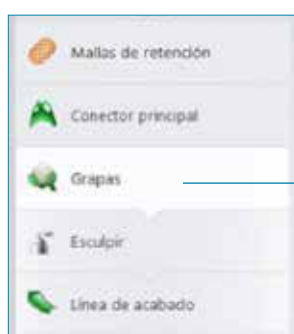 Mallas de retención
Conector principal
Grapas
Esculpir
Línea de acabado